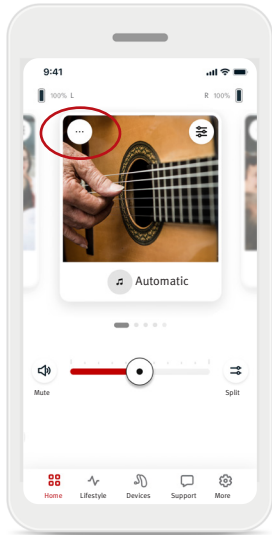 9:41
100% L
R 100%
Automatic
Mute
Split
Home Lifestyle Devices Support More